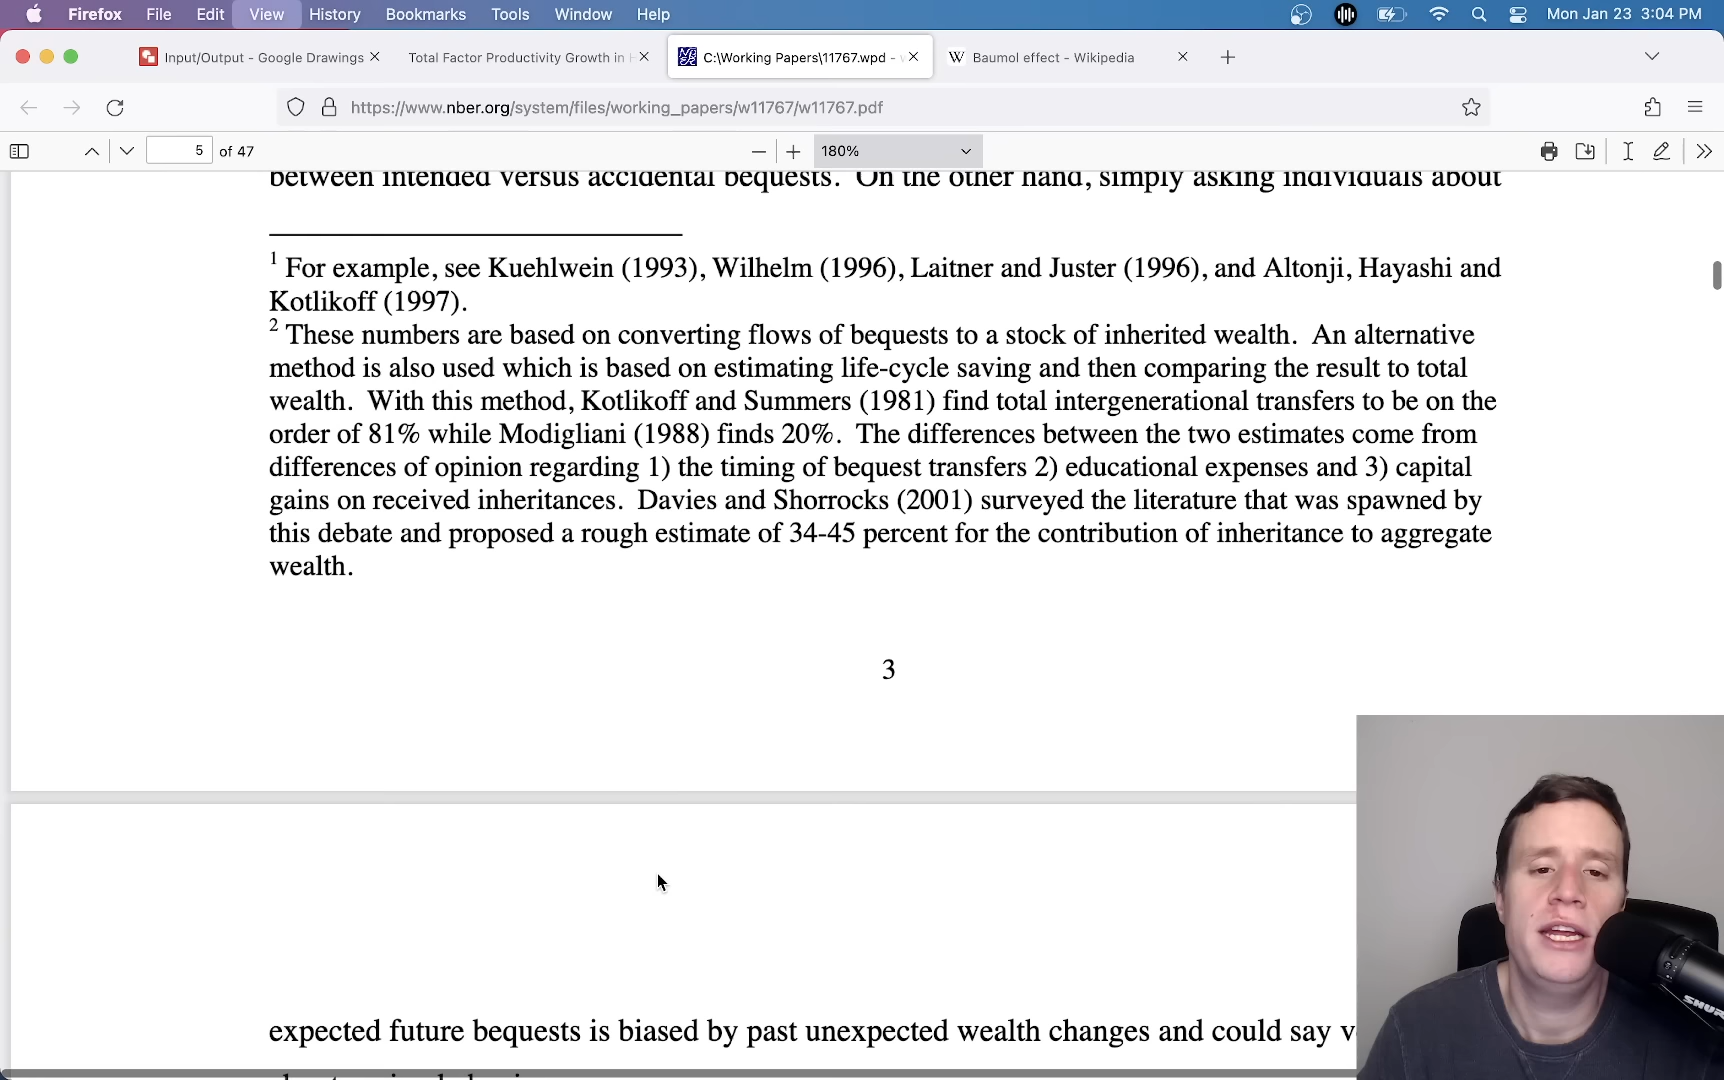 Firefox File Edit View History Bookmarks Tools Window Help Mon Jan 23 3:04 PM
Input/Output - Google Drawings
Total Factor Productivity Growth in
C:\Working Papers\11767.wpd -
W Baumol effect - Wikipedia
https://www.nber.org/system/files/working_papers/w11767/w11767.pdf
5 of 47
180%
between intended versus accidental bequests. On the other hand, simply asking individuals about
1 For example, see Kuehlwein (1993), Wilhelm (1996), Laitner and Juster (1996), and Altonji, Hayashi and
Kotlikoff (1997).
2 These numbers are based on converting flows of bequests to a stock of inherited wealth. An alternative
method is also used which is based on estimating life-cycle saving and then comparing the result to total
wealth. With this method, Kotlikoff and Summers (1981) find total intergenerational transfers to be on the
order of 81% while Modigliani (1988) finds 20%. The differences between the two estimates come from
differences of opinion regarding 1) the timing of bequest transfers 2) educational expenses and 3) capital
gains on received inheritances. Davies and Shorrocks (2001) surveyed the literature that was spawned by
this debate and proposed a rough estimate of 34-45 percent for the contribution of inheritance to aggregate
wealth.
3
expected future bequests is biased by past unexpected wealth changes and could say
SHUR